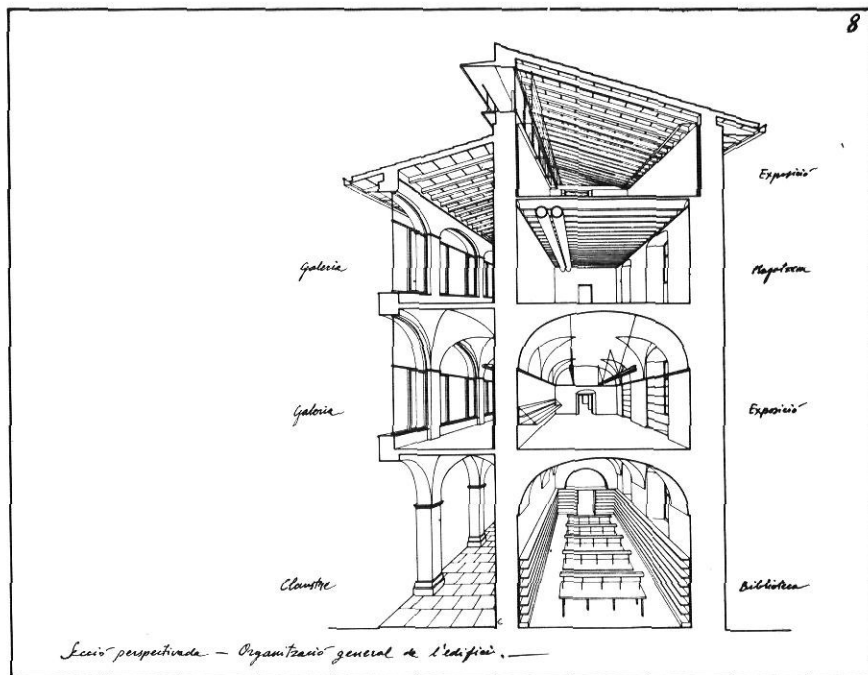 8
Exposició
Galeria
Magatzem
Galeria
Exposició
Claustre
Biblioteca
Secció perspectivada — Organització general de l'edifici.